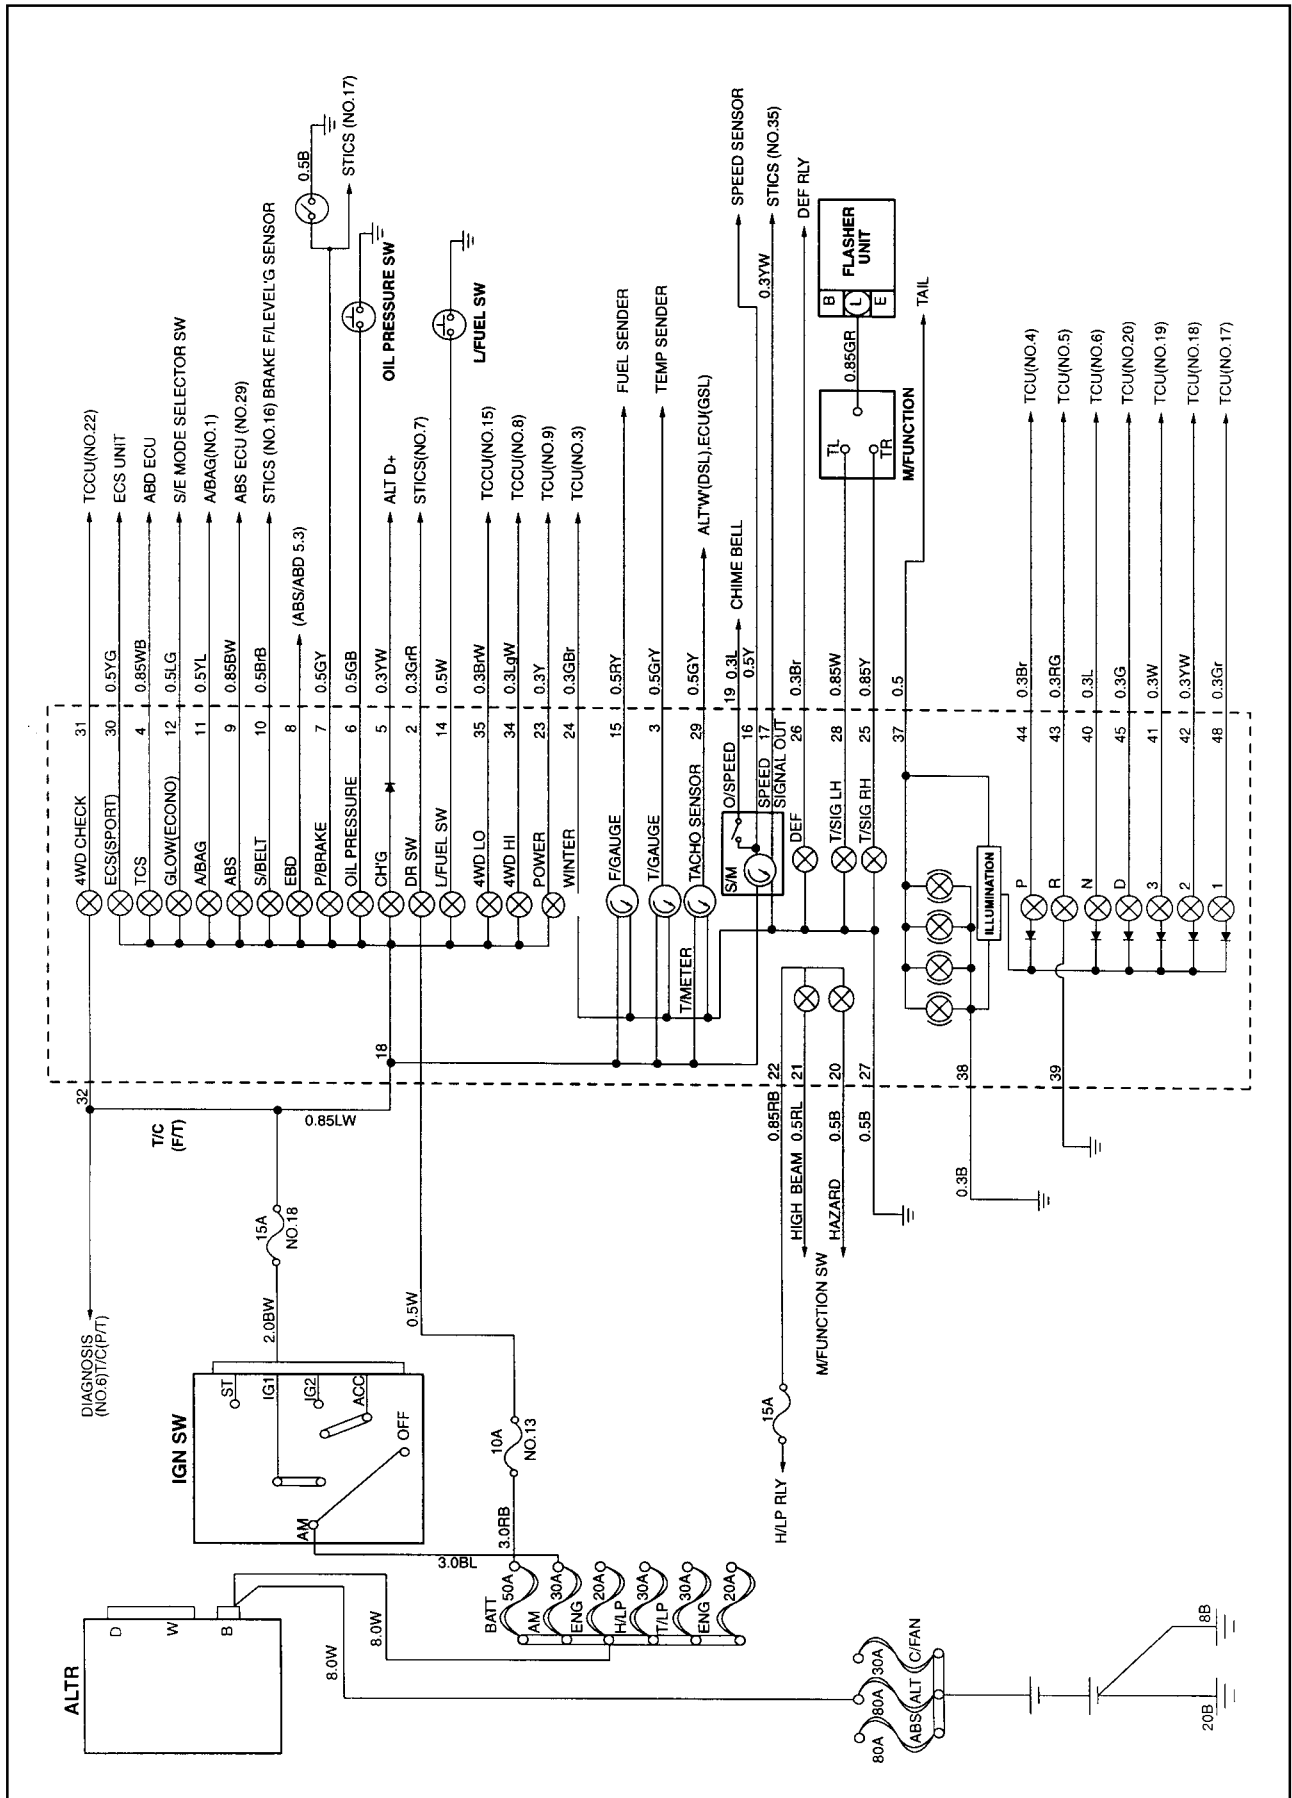 4WD CHECK 31 TCCU(NO.22)
ECS(SPORT) 30 0.5YG ECS UNIT
TCS 4 0.85WB ABD ECU
GLOW(ECONO) 12 0.5LG S/E MODE SELECTOR SW
A/BAG 11 0.5YL A/BAG(NO.1)
ABS 9 0.85BW ABS ECU (NO.29)
S/BELT 10 0.5BrB STICS (NO.16) BRAKE F/LEVEL'G SENSOR
EBD 8 (ABS/ABD 5.3)
P/BRAKE 7 0.5GY
0.5B
STICS (NO.17)
OIL PRESSURE 6 0.5GB
OIL PRESSURE SW
CH'G 5 0.3YW ALT D+
DR SW 2 0.3GrR STICS(NO.7)
L/FUEL SW 14 0.5W
L/FUEL SW
4WD LO 35 0.3BrW TCCU(NO.15)
4WD HI 34 0.3LgW TCCU(NO.8)
POWER 23 0.3Y TCU(NO.9)
WINTER 24 0.3GBr TCU(NO.3)
F/GAUGE 15 0.5RY FUEL SENDER
T/GAUGE 3 0.5GrY TEMP SENDER
T/METER
TACHO SENSOR 29 0.5GY ALT'W'(DSL),ECU(GSL)
S/M
O/SPEED 19 0.3L CHIME BELL
SPEED 16 0.5Y SPEED SENSOR
SIGNAL OUT 17 0.3YW STICS (NO.35)
DEF 26 0.3Br DEF RLY
T/SIG LH 28 0.85W
T/SIG RH 25 0.85Y
TL
TR
M/FUNCTION
0.85GR
B
L
E
FLASHER
UNIT
37 0.5 TAIL
ILLUMINATION
P 44 0.3Br TCU(NO.4)
R 43 0.3RG TCU(NO.5)
N 40 0.3L TCU(NO.6)
D 45 0.3G TCU(NO.20)
3 41 0.3W TCU(NO.19)
2 42 0.3YW TCU(NO.18)
1 48 0.3Gr TCU(NO.17)
32
18
T/C
(F/T)
0.85LW
DIAGNOSIS
(NO.6)T/C(P/T)
15A
NO.18
2.0BW
IGN SW
ST
IG1
IG2
ACC
OFF
AM
3.0BL
0.5W
10A
NO.13
3.0RB
22 0.85RB
21 0.5RL HIGH BEAM
20 0.5B HAZARD
M/FUNCTION SW
27 0.5B
38
0.3B
39
15A
H/LP RLY
ALTR
D
W
B
8.0W
8.0W
BATT 50A
AM 30A
ENG 20A
H/LP 30A
T/LP 30A
ENG 20A
80A ABS
80A ALT
30A C/FAN
20B
8B